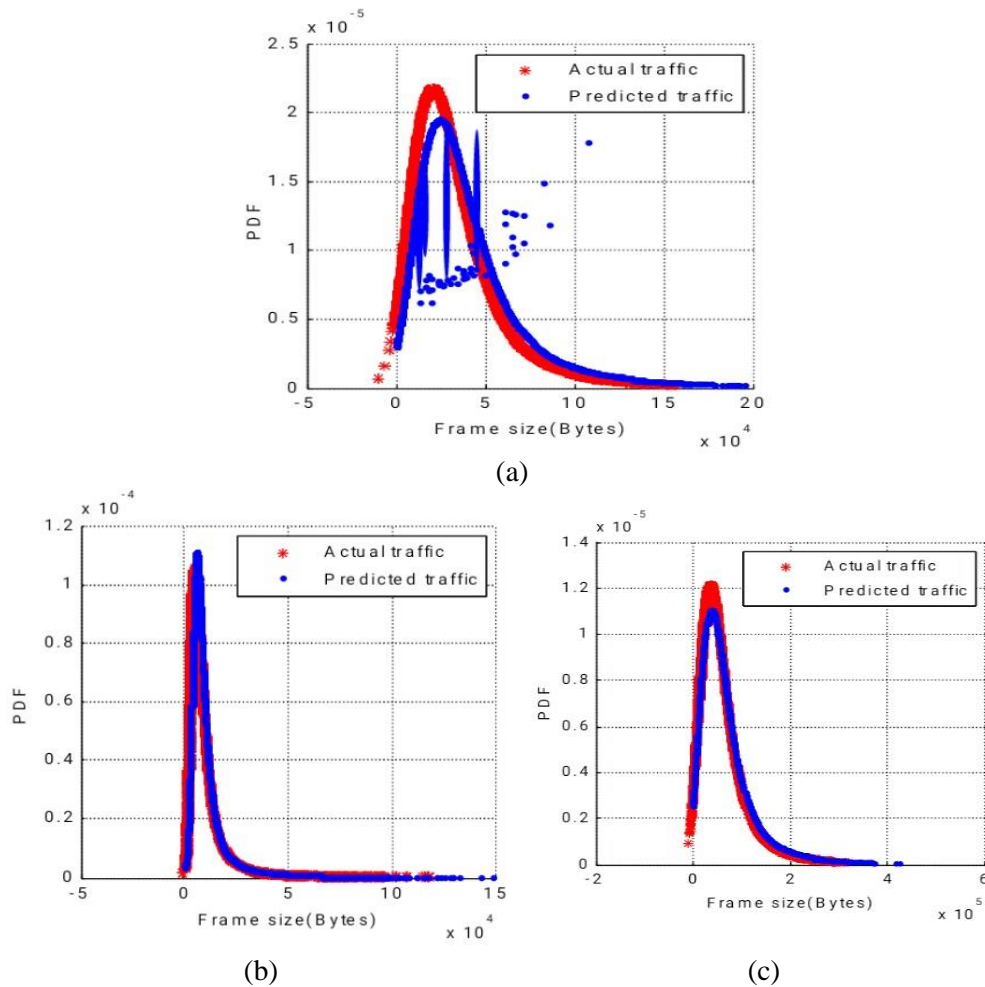 x 10^-5
2.5
Actual traffic
Predicted traffic
2
1.5
PDF
1
0.5
0
-5 0 5 10 15 20
Frame size(Bytes)
x 10^4
(a)
x 10^-4
1.2
Actual traffic
Predicted traffic
1
0.8
0.6
PDF
0.4
0.2
0
-5 0 5 10 15
Frame size(Bytes)
x 10^4
(b)
x 10^-5
1.4
Actual traffic
Predicted traffic
1.2
1
0.8
PDF
0.6
0.4
0.2
0
-2 0 2 4 6
Frame size(Bytes)
x 10^5
(c)